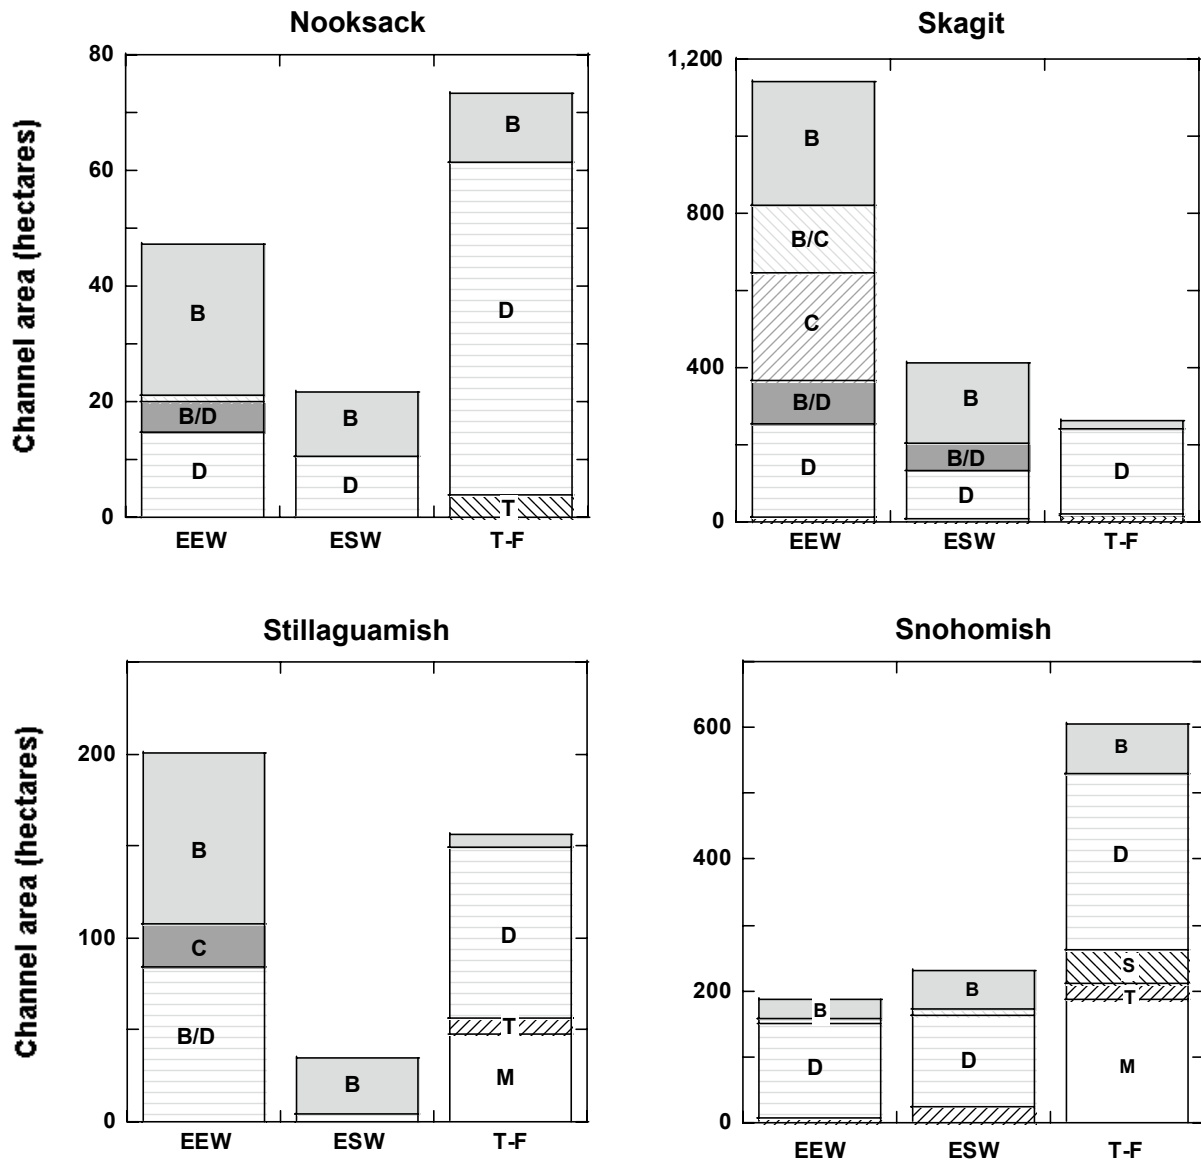 Nooksack
Channel area (hectares)
80
60
40
20
0
B
B/D
D
B
D
B
D
T
EEW ESW T-F
Skagit
1,200
800
400
0
B
B/C
C
B/D
D
B
B/D
D
D
EEW ESW T-F
Stillaguamish
Channel area (hectares)
200
100
0
B
C
B/D
B
D
T
M
EEW ESW T-F
Snohomish
600
400
200
0
B
D
B
D
B
D
S
T
M
EEW ESW T-F